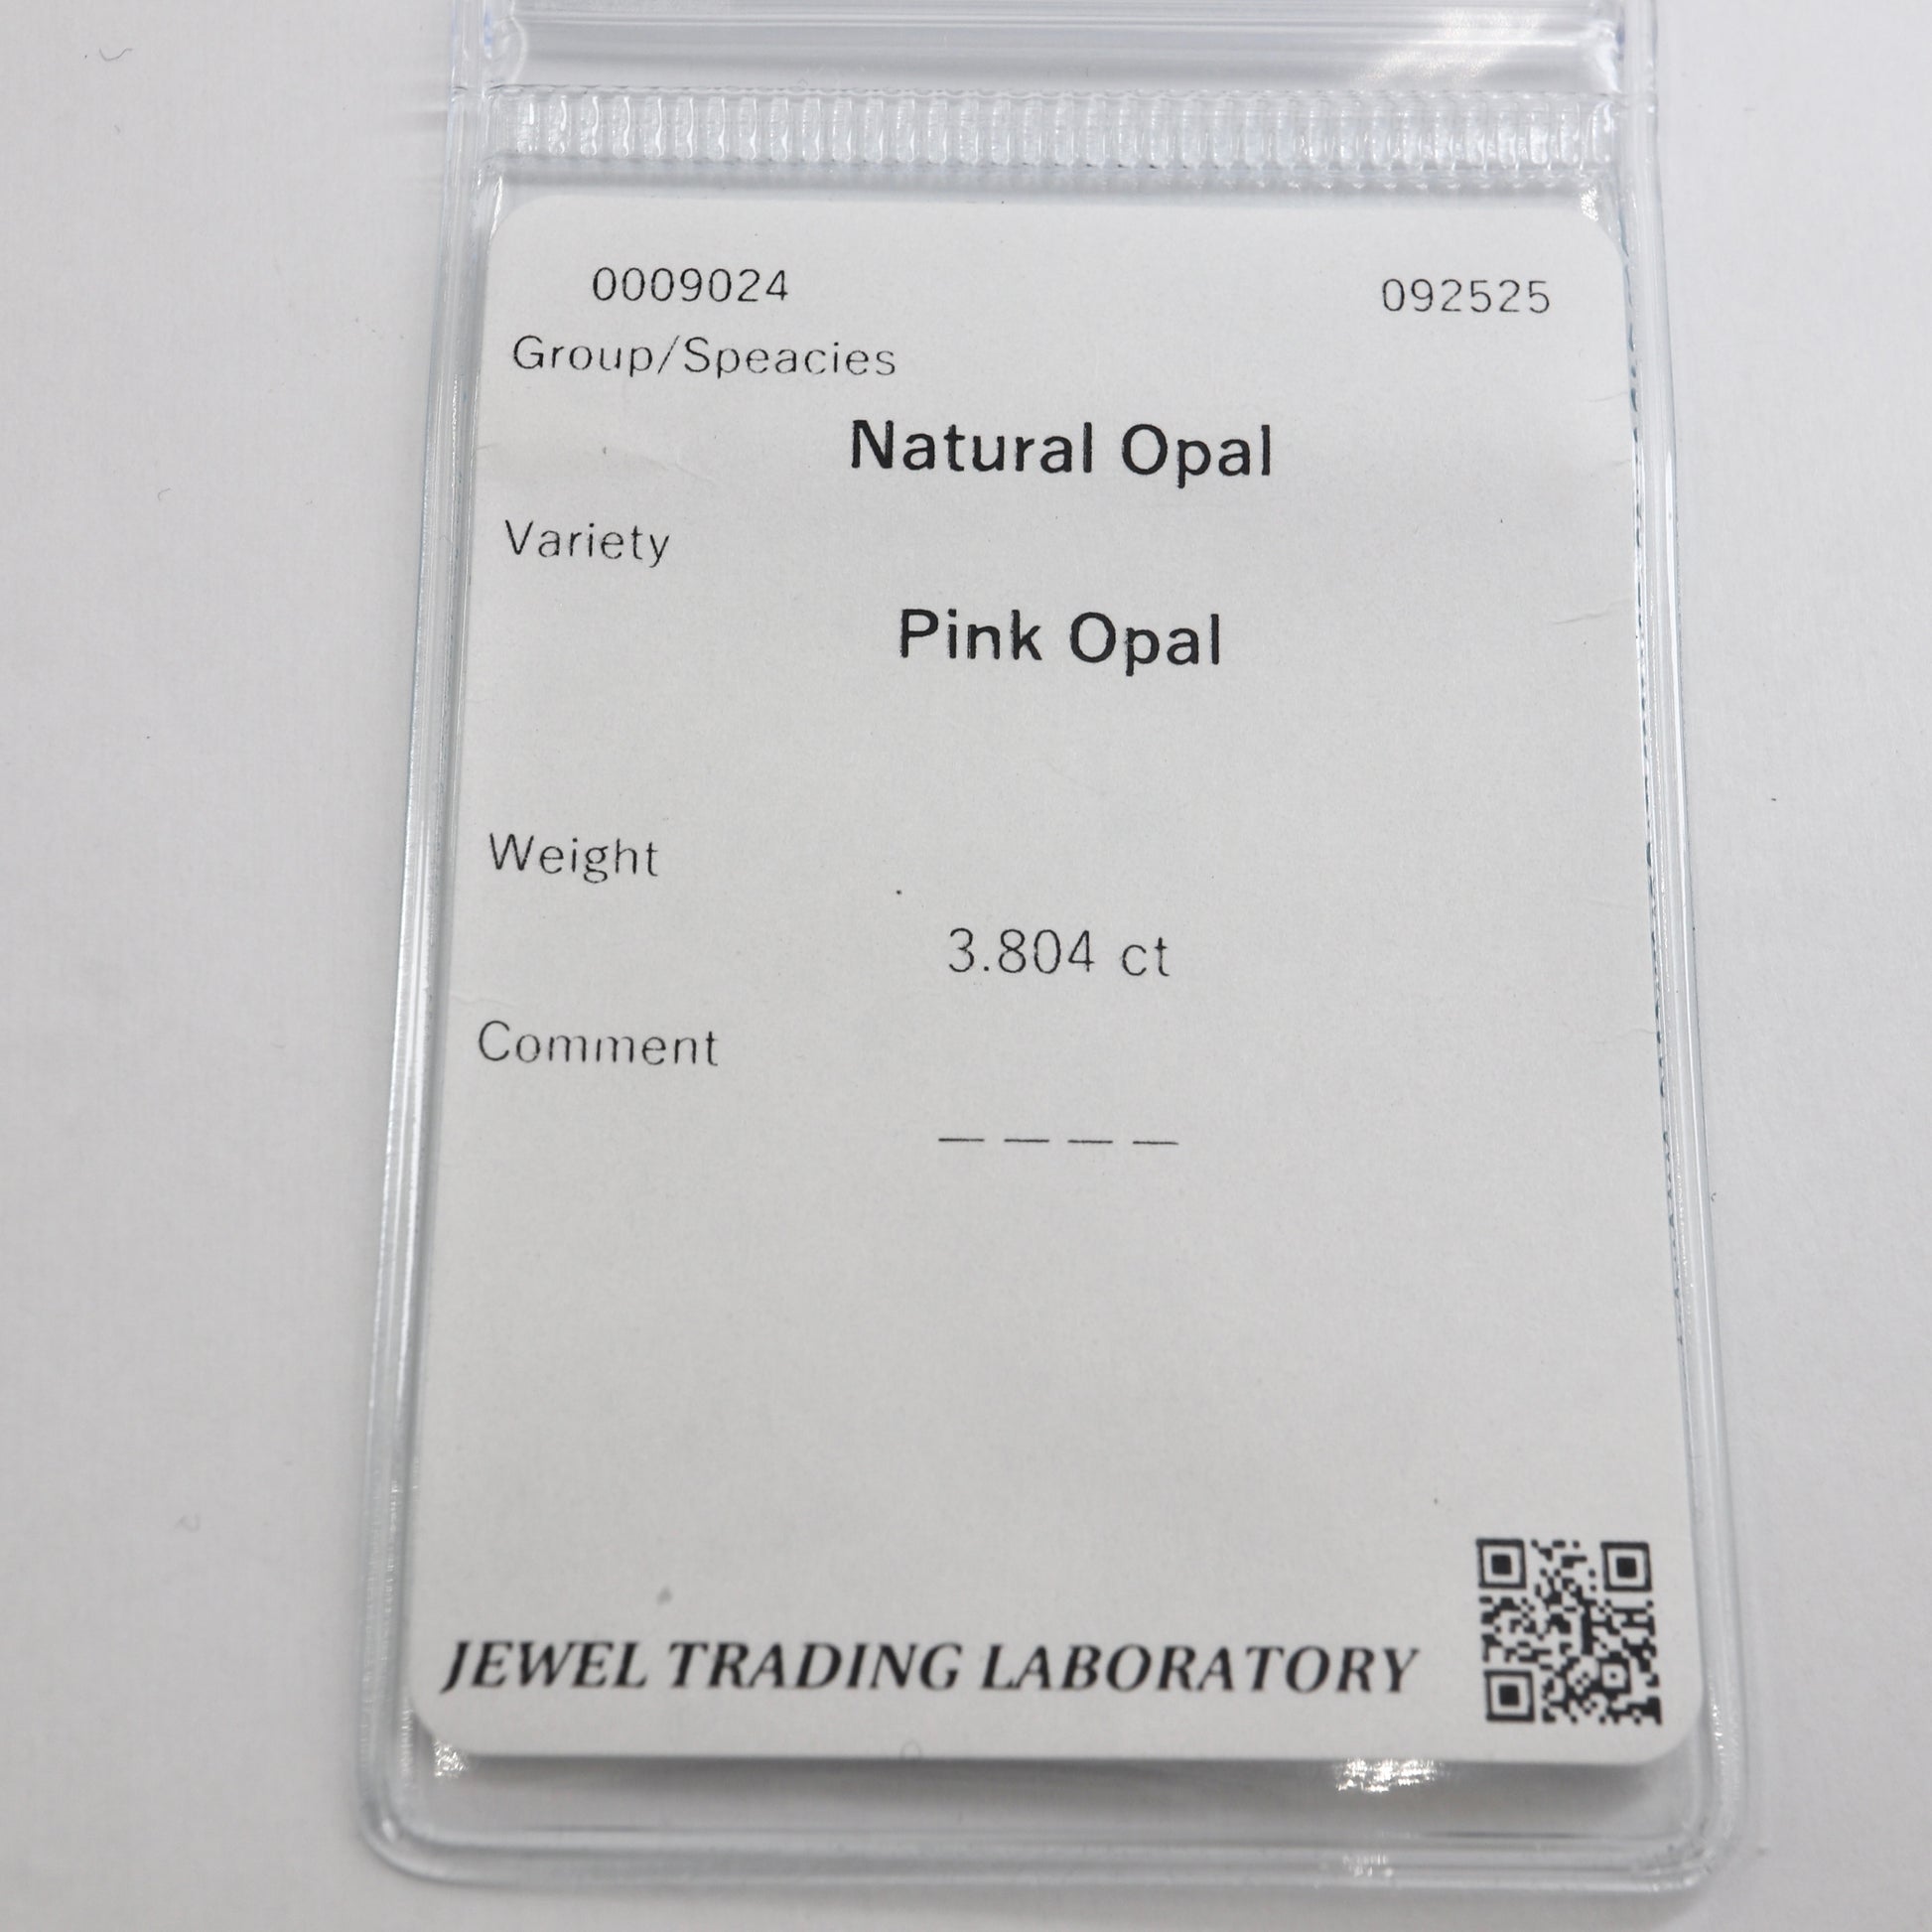 0009024 092525
Group/Speacies
Natural Opal
Variety
Pink Opal
Weight
3.804 ct
Comment
— — — —
JEWEL TRADING LABORATORY